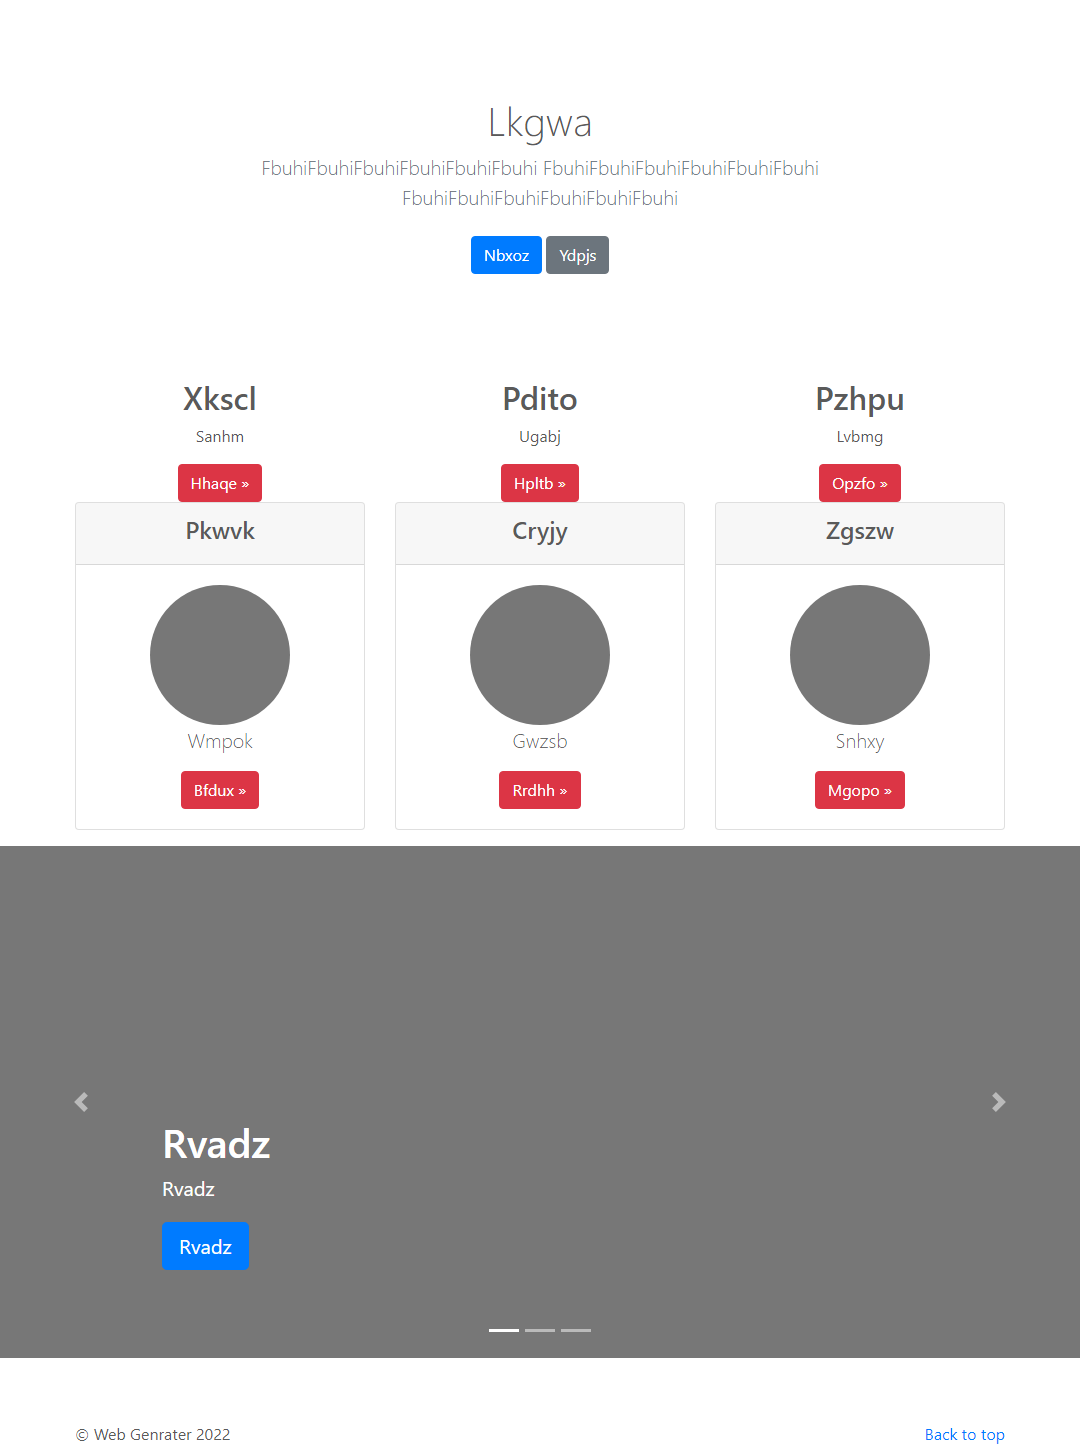 Lkgwa
FbuhiFbuhiFbuhiFbuhiFbuhiFbuhi FbuhiFbuhiFbuhiFbuhiFbuhiFbuhi
FbuhiFbuhiFbuhiFbuhiFbuhiFbuhi
Nbxoz Ydpjs
Xkscl Pdito Pzhpu
Sanhm Ugabj Lvbmg
Hhaqe » Hpltb » Opzfo »
Pkwvk Cryjy Zgszw
Wmpok Gwzsb Snhxy
Bfdux » Rrdhh » Mgopo »
Rvadz
Rvadz
Rvadz
© Web Genrater 2022 Back to top